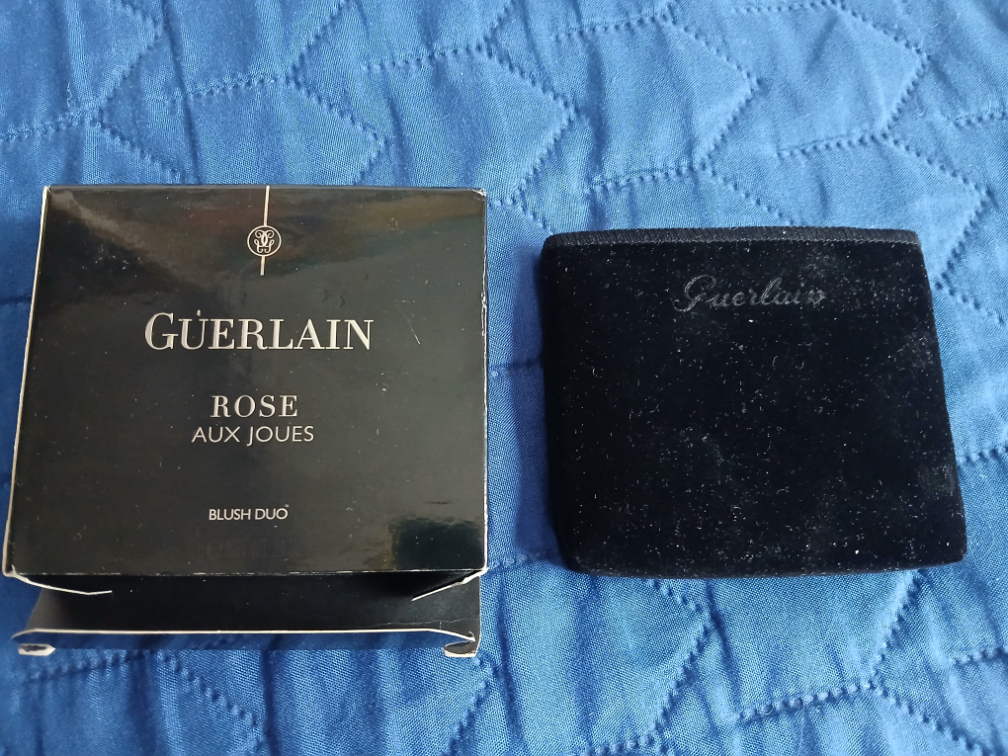 GUERLAIN
ROSE
AUX JOUES
BLUSH DUO
Guerlain